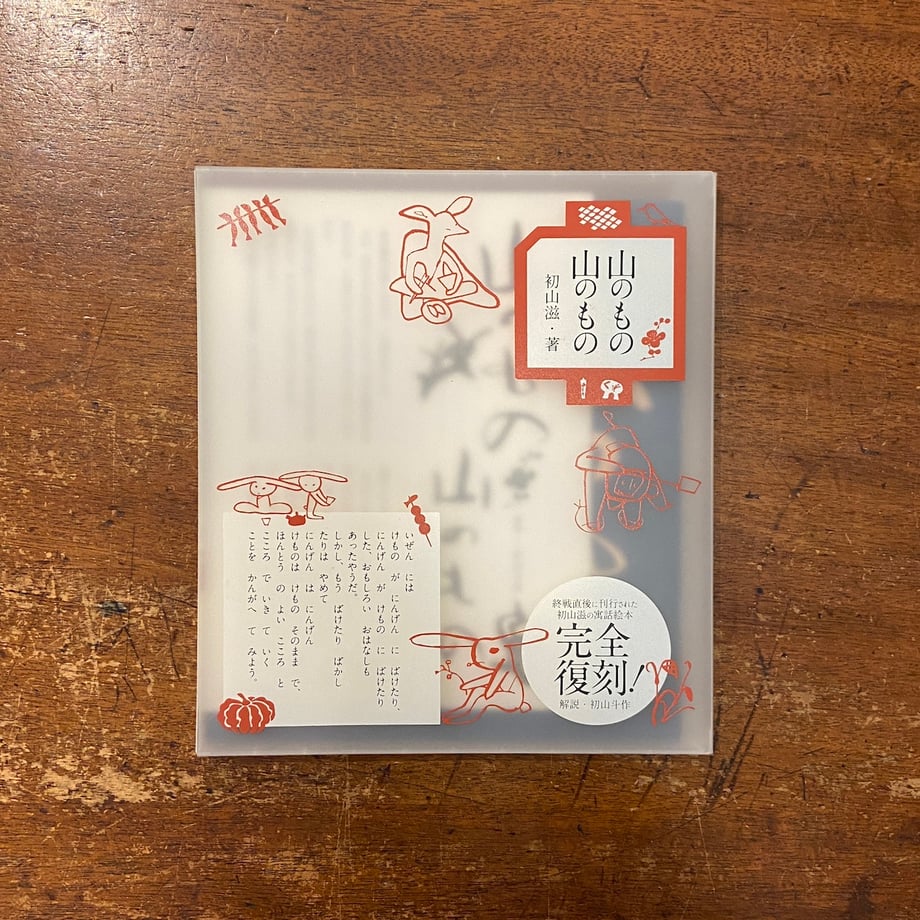 山のもの
山のもの
初山滋・著
いぜん には
けもの が にんげん に ばけたり、
にんげん が けもの に ばけたり
した、おもしろい おはなしも
あったやうだ。
しかし、もう ばけたり ばかし
たりは やめて
にんげん は にんげん
けものは けもの そのまま で、
ほんとう の よい こころ と
こころ で いき て いく
ことを かんがへ て みよう。
終戦直後に刊行された
初山滋の寓話絵本
完全
復刻!
解説・初山斗作